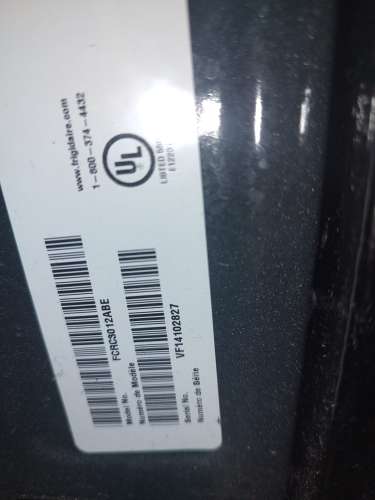 www.frigidaire.com
1-800-374-4432
UL
LISTED
FCRC3012ABE
Model No.
Numéro de Modèle
VF14102827
Serial No.
Numéro de Série